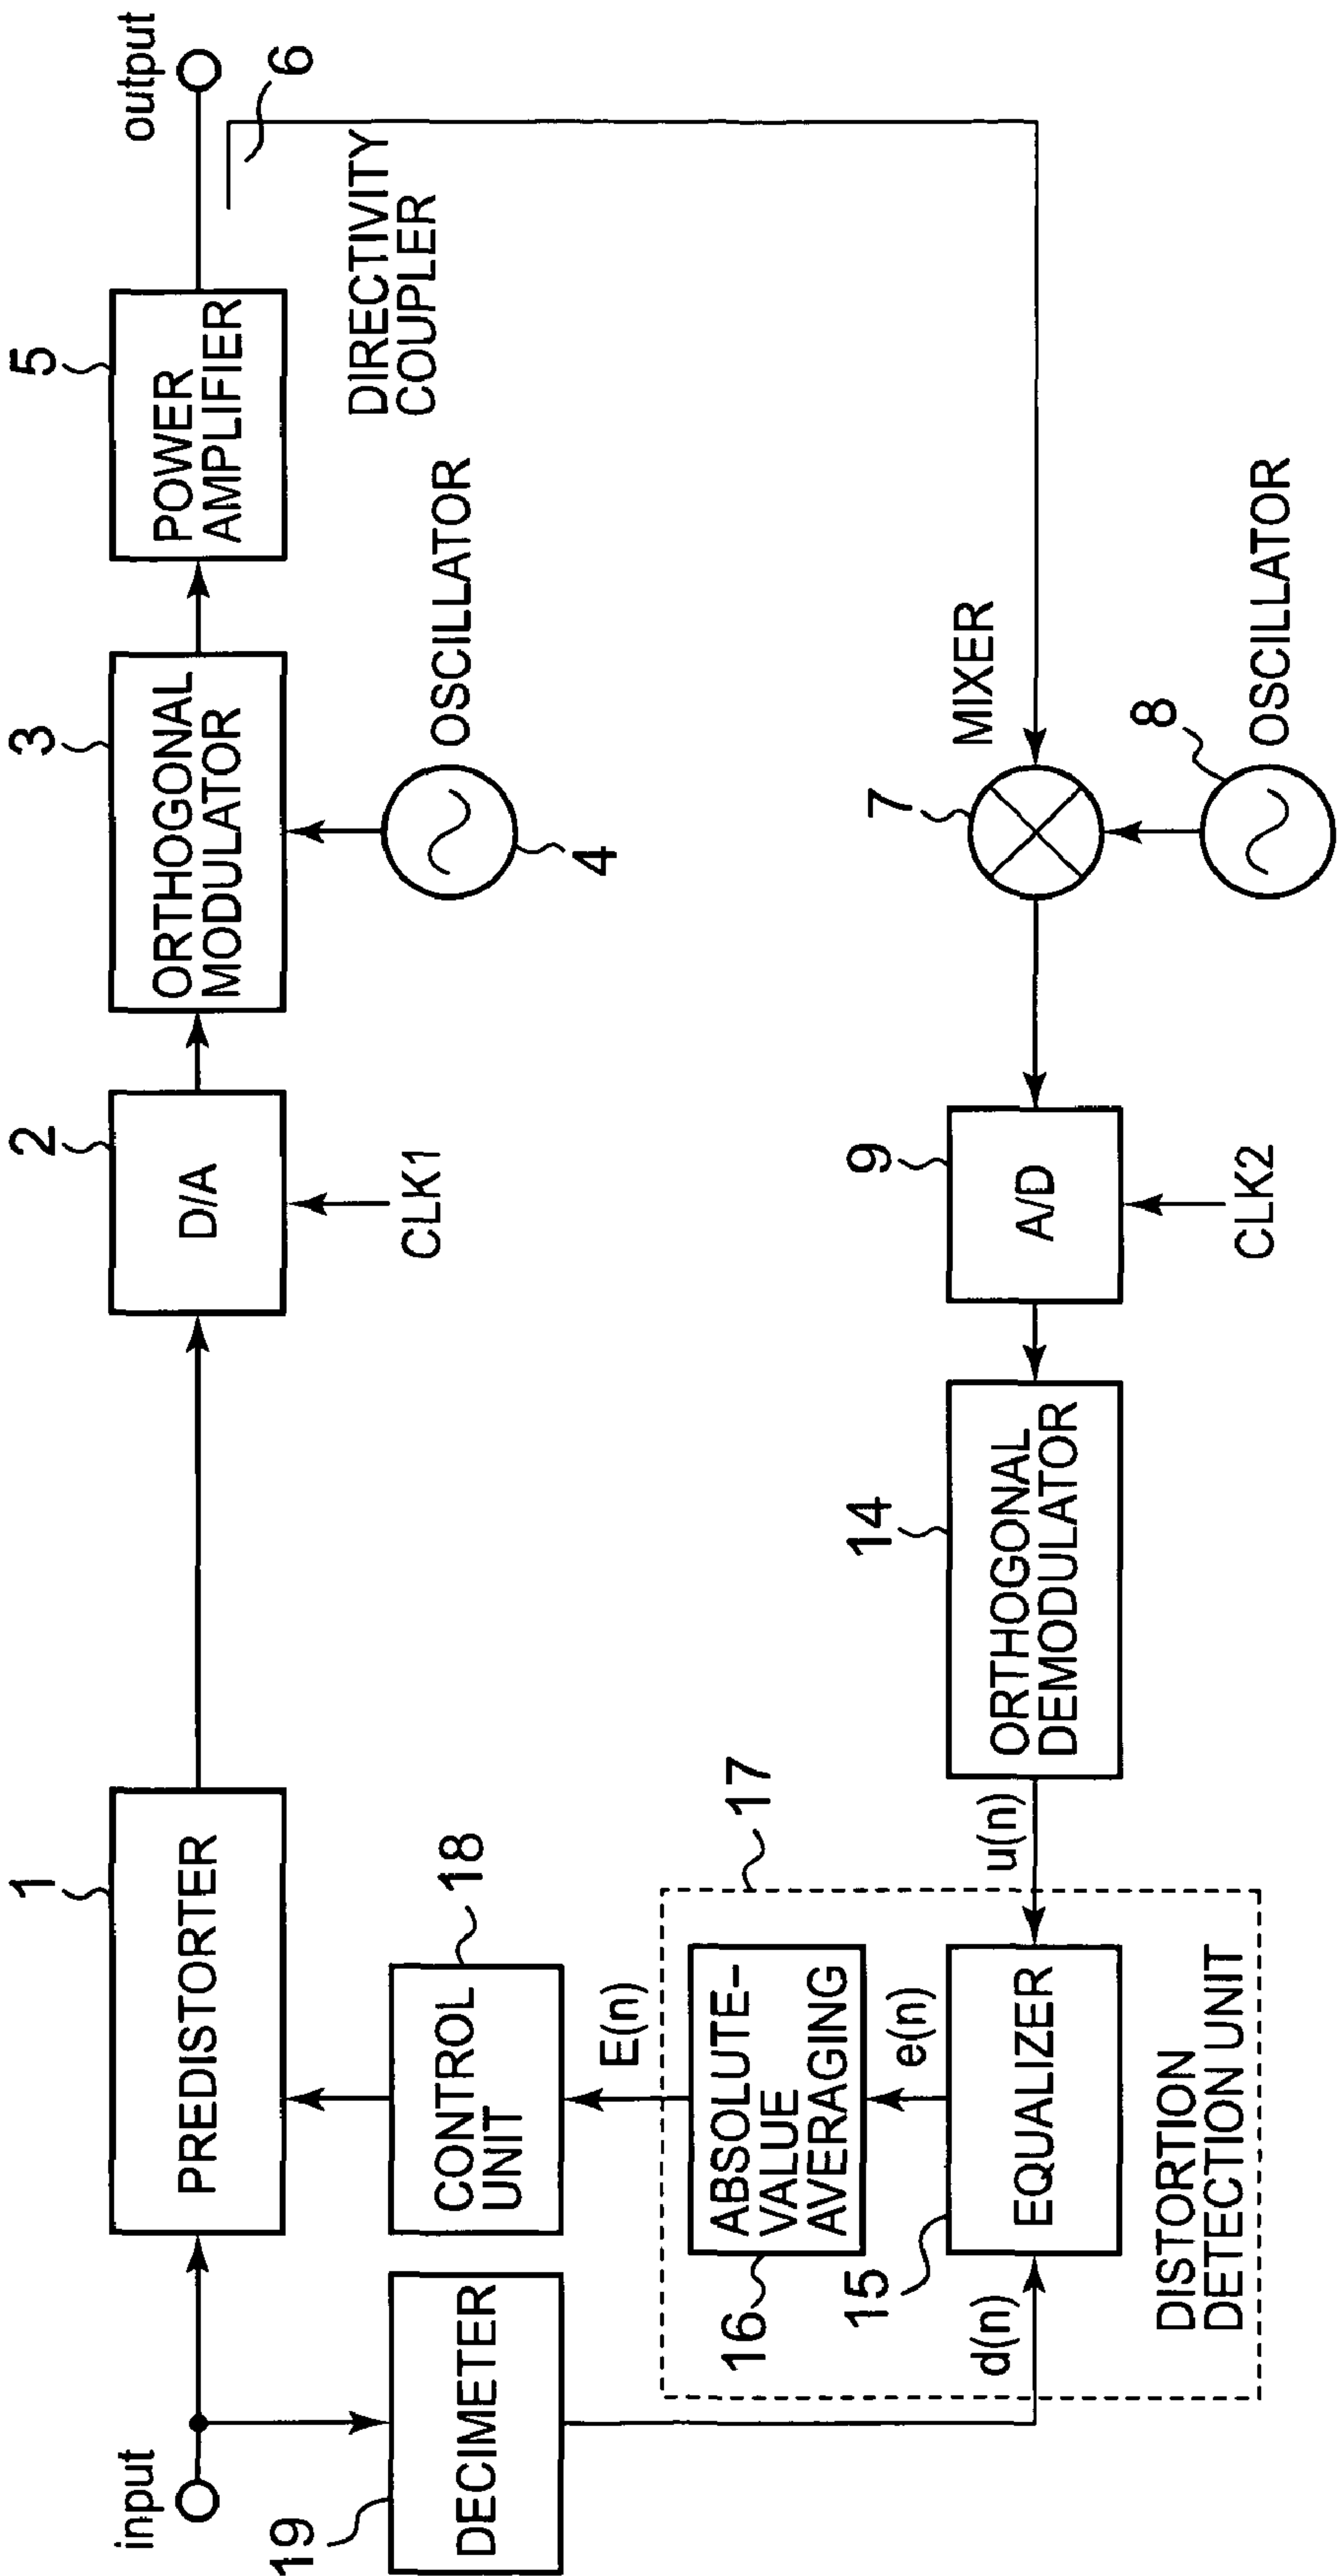 input
1
PREDISTORTER
2
D/A
CLK1
3
ORTHOGONAL
MODULATOR
4
OSCILLATOR
5
POWER
AMPLIFIER
output
6
DIRECTIVITY
COUPLER
19
DECIMETER
18
CONTROL
UNIT
E(n)
17
16
ABSOLUTE-
VALUE
AVERAGING
e(n)
15
EQUALIZER
d(n)
u(n)
DISTORTION
DETECTION UNIT
14
ORTHOGONAL
DEMODULATOR
9
A/D
CLK2
7
MIXER
8
OSCILLATOR